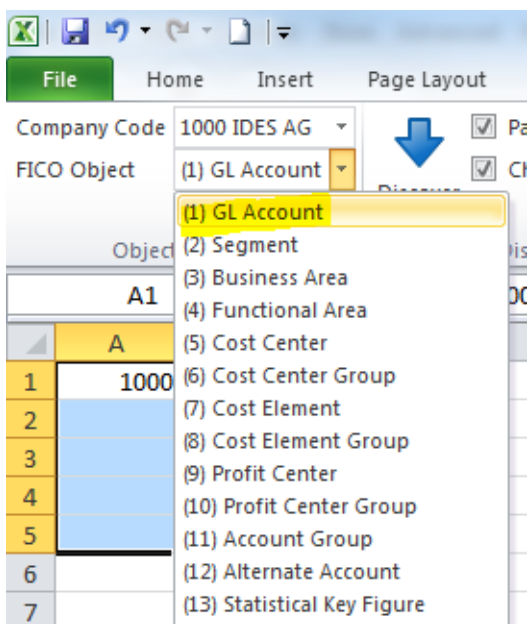 File Home Insert Page Layout
Company Code 1000 IDES AG
FICO Object (1) GL Account
(1) GL Account
(2) Segment
(3) Business Area
A1
(4) Functional Area
A
(5) Cost Center
1 1000
(6) Cost Center Group
2
(7) Cost Element
3
(8) Cost Element Group
(9) Profit Center
4
(10) Profit Center Group
5
(11) Account Group
6
(12) Alternate Account
7
(13) Statistical Key Figure